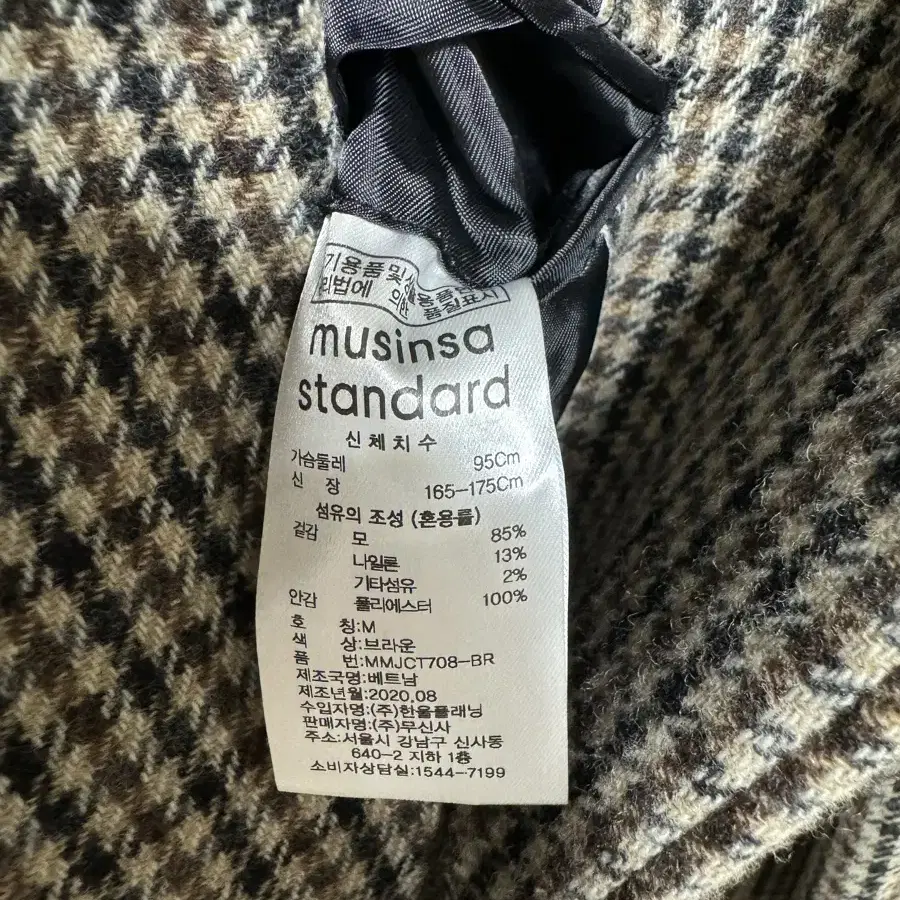 기용품 및 생활용품
리법에 의한 품질표시
musinsa
standard
신체치수
가슴둘레 95Cm
신 장 165-175Cm
섬유의 조성 (혼용률)
겉감 모 85%
나일론 13%
기타섬유 2%
안감 폴리에스터 100%
호 칭:M
색 상:브라운
품 번:MMJCT708-BR
제조국명:베트남
제조년월:2020.08
수입자명:(주)한울플래닝
판매자명:(주)무신사
주소:서울시 강남구 신사동
640-2 지하 1층
소비자상담실:1544-7199